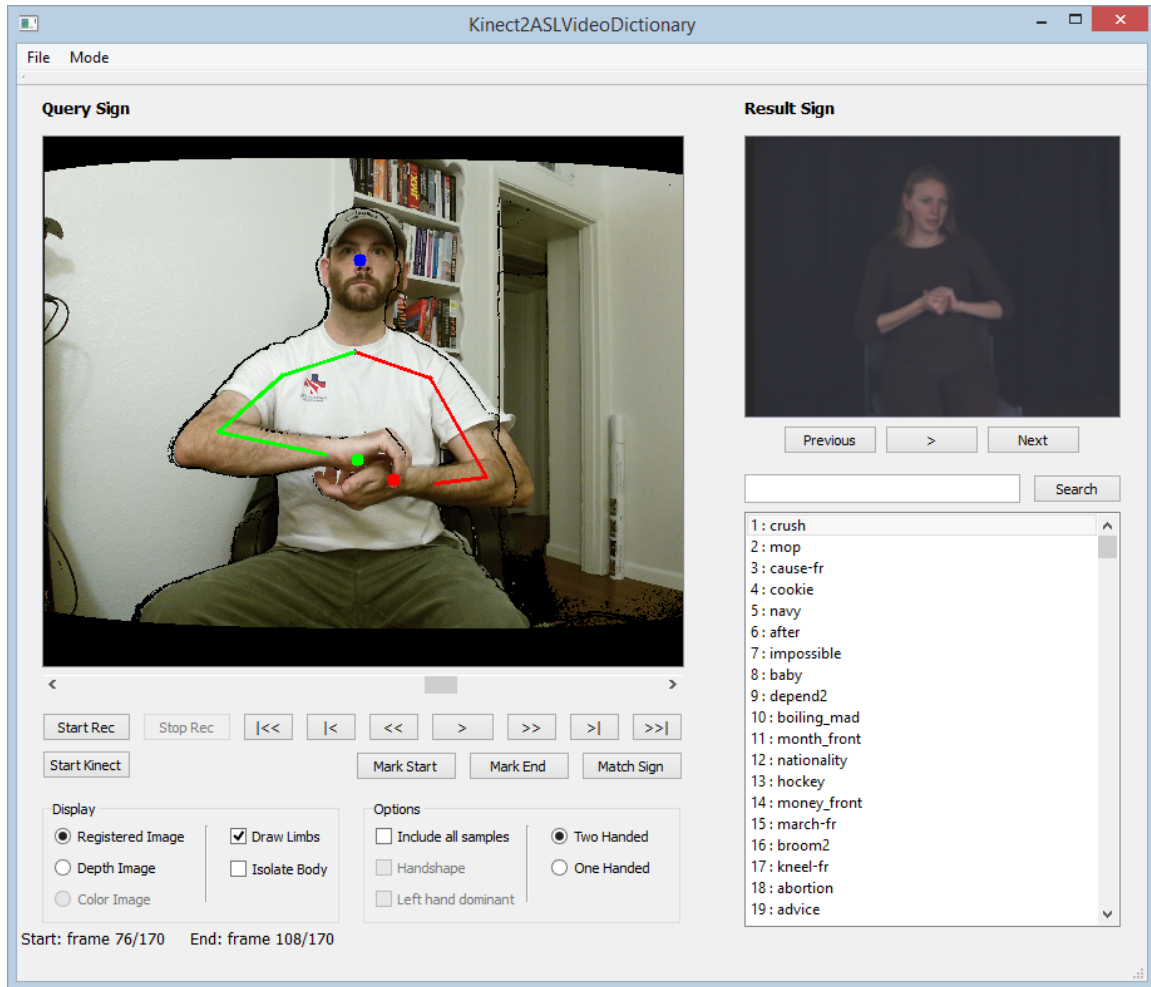 Kinect2ASLVideoDictionary
File Mode
Query Sign
Result Sign
JMX
Previous > Next
Search
1 : crush
2 : mop
3 : cause-fr
4 : cookie
5 : navy
6 : after
7 : impossible
8 : baby
9 : depend2
10 : boiling_mad
11 : month_front
12 : nationality
13 : hockey
14 : money_front
15 : march-fr
16 : broom2
17 : kneel-fr
18 : abortion
19 : advice
< >
Start Rec Stop Rec |<< |< << > >> >| >>|
Start Kinect Mark Start Mark End Match Sign
Display
Registered Image Draw Limbs
Depth Image Isolate Body
Color Image
Options
Include all samples Two Handed
Handshape One Handed
Left hand dominant
Start: frame 76/170 End: frame 108/170